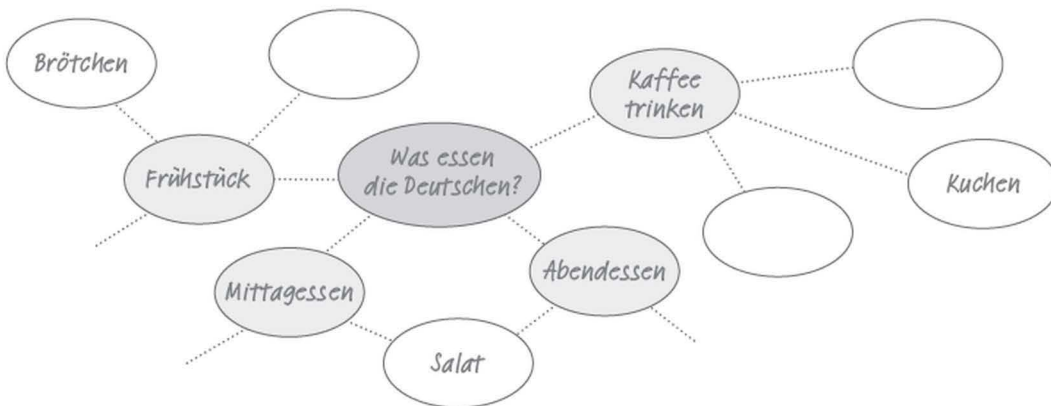 Brötchen
Kaffee
trinken
Was essen
die Deutschen?
Frühstück
Kuchen
Abendessen
Mittagessen
Salat